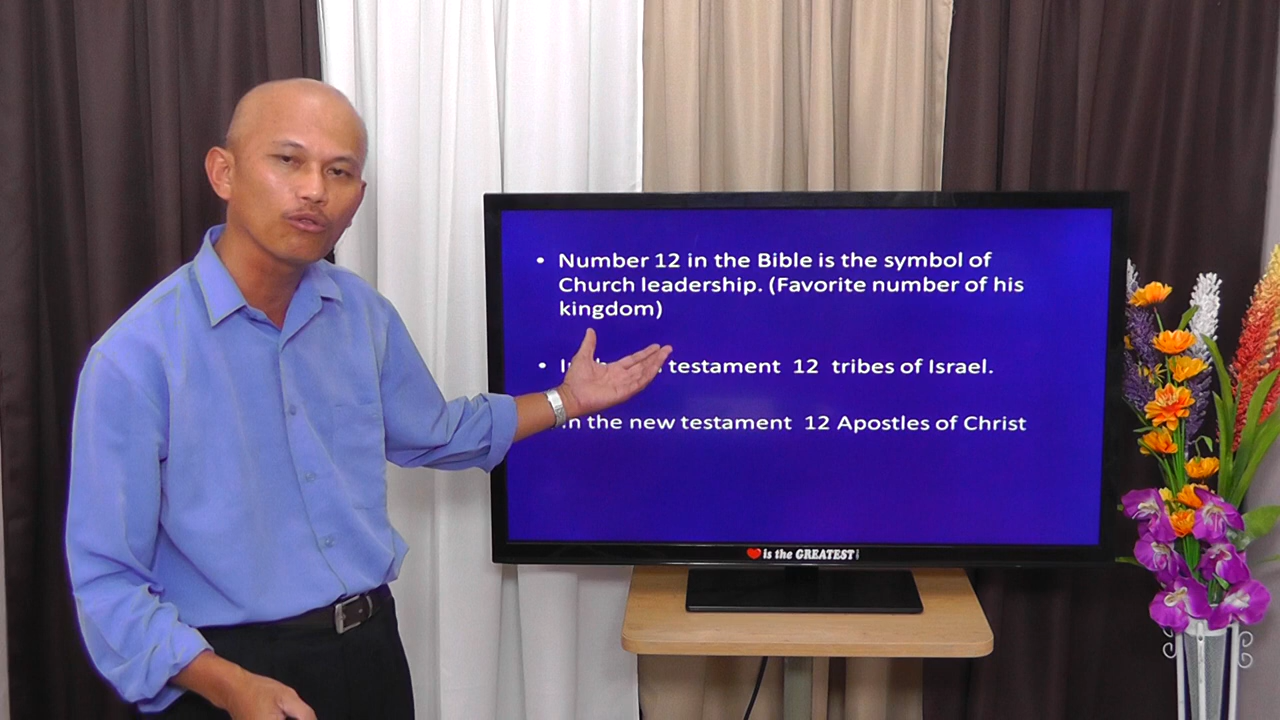 • Number 12 in the Bible is the symbol of
Church leadership. (Favorite number of his
kingdom)
• testament 12 tribes of Israel.
In the new testament 12 Apostles of Christ
❤ is the GREATEST